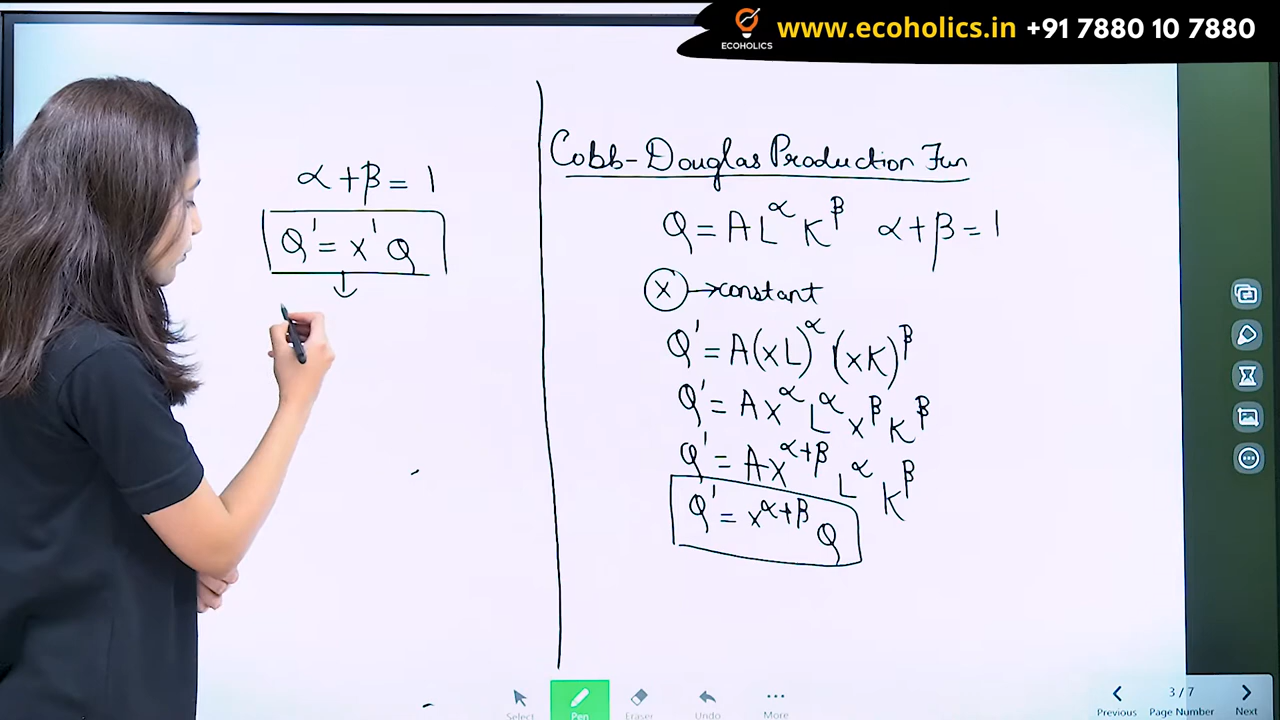 ECOHOLICS
www.ecoholics.in +91 7880 10 7880
α + β = 1
Q' = x' Q
Cobb-Douglas Production Fun
Q = A L^α K^β α + β = 1
x → constant
Q' = A(xL)^α (xK)^β
Q' = A x^α L^α x^β K^β
Q' = A x^α+β L^α K^β
Q' = x^α+β Q
Select
Pen
Eraser
Undo
More
Previous
3 / 7
Page Number
Next